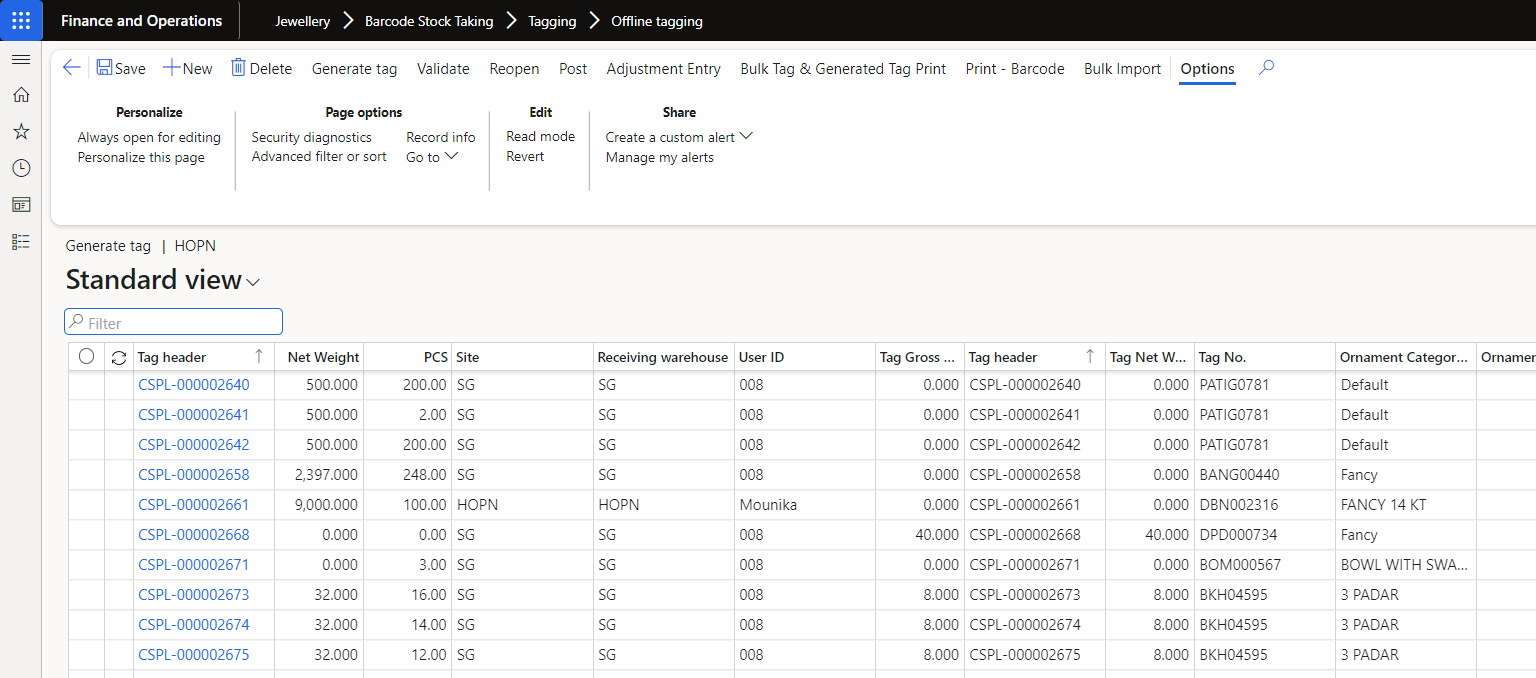 Finance and Operations Jewellery Barcode Stock Taking Tagging Offline tagging
Save New Delete Generate tag Validate Reopen Post Adjustment Entry Bulk Tag & Generated Tag Print Print - Barcode Bulk Import Options
Personalize Page options Edit Share
Always open for editing Security diagnostics Record info Read mode Create a custom alert
Personalize this page Advanced filter or sort Go to Revert Manage my alerts
Generate tag | HOPN
Standard view
Filter
Tag header Net Weight PCS Site Receiving warehouse User ID Tag Gross ... Tag header Tag Net W... Tag No. Ornament Categor... Ornamer
CSPL-000002640 500.000 200.00 SG SG 008 0.000 CSPL-000002640 0.000 PATIG0781 Default
CSPL-000002641 500.000 2.00 SG SG 008 0.000 CSPL-000002641 0.000 PATIG0781 Default
CSPL-000002642 500.000 200.00 SG SG 008 0.000 CSPL-000002642 0.000 PATIG0781 Default
CSPL-000002658 2,397.000 248.00 SG SG 008 0.000 CSPL-000002658 0.000 BANG00440 Fancy
CSPL-000002661 9,000.000 100.00 HOPN HOPN Mounika 0.000 CSPL-000002661 0.000 DBN002316 FANCY 14 KT
CSPL-000002668 0.000 0.00 SG SG 008 40.000 CSPL-000002668 40.000 DPD000734 Fancy
CSPL-000002671 0.000 3.00 SG SG 008 0.000 CSPL-000002671 0.000 BOM000567 BOWL WITH SWA...
CSPL-000002673 32.000 16.00 SG SG 008 8.000 CSPL-000002673 8.000 BKH04595 3 PADAR
CSPL-000002674 32.000 14.00 SG SG 008 8.000 CSPL-000002674 8.000 BKH04595 3 PADAR
CSPL-000002675 32.000 12.00 SG SG 008 8.000 CSPL-000002675 8.000 BKH04595 3 PADAR